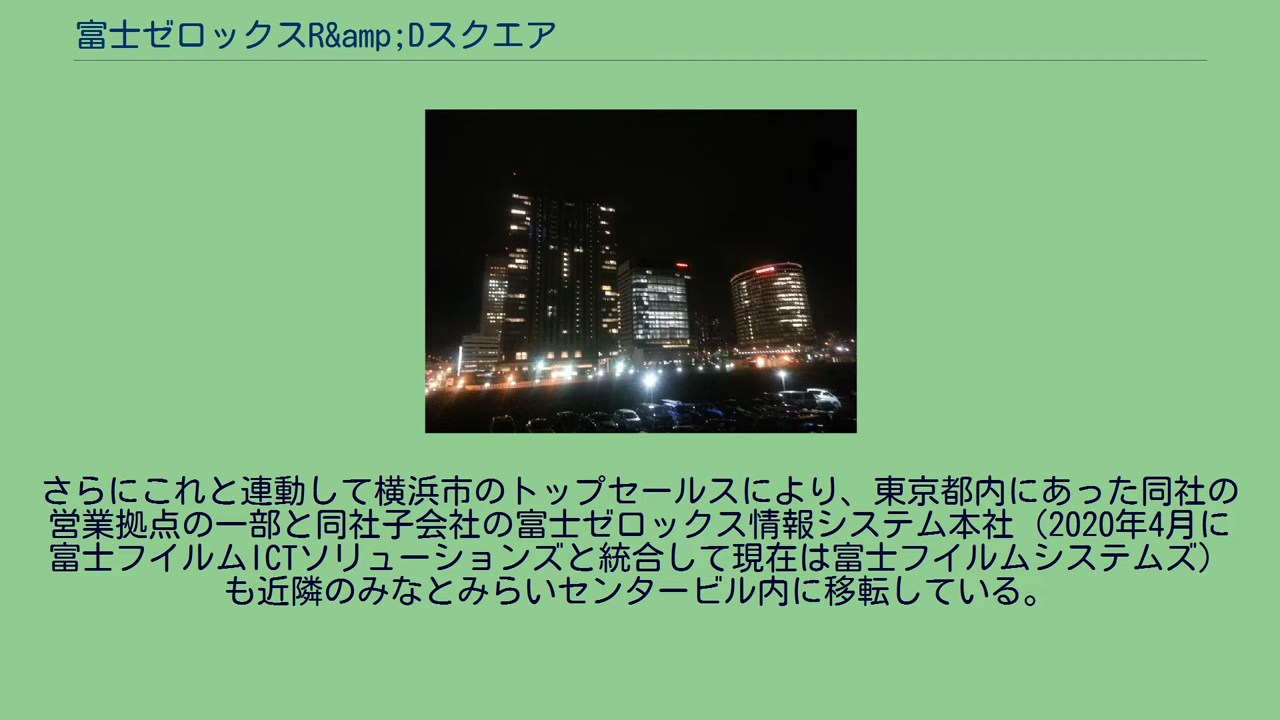 富士ゼロックスR&amp;Dスクエア
さらにこれと連動して横浜市のトップセールスにより、東京都内にあった同社の
営業拠点の一部と同社子会社の富士ゼロックス情報システム本社（2020年4月に
富士フイルムICTソリューションズと統合して現在は富士フイルムシステムズ）
も近隣のみなとみらいセンタービル内に移転している。